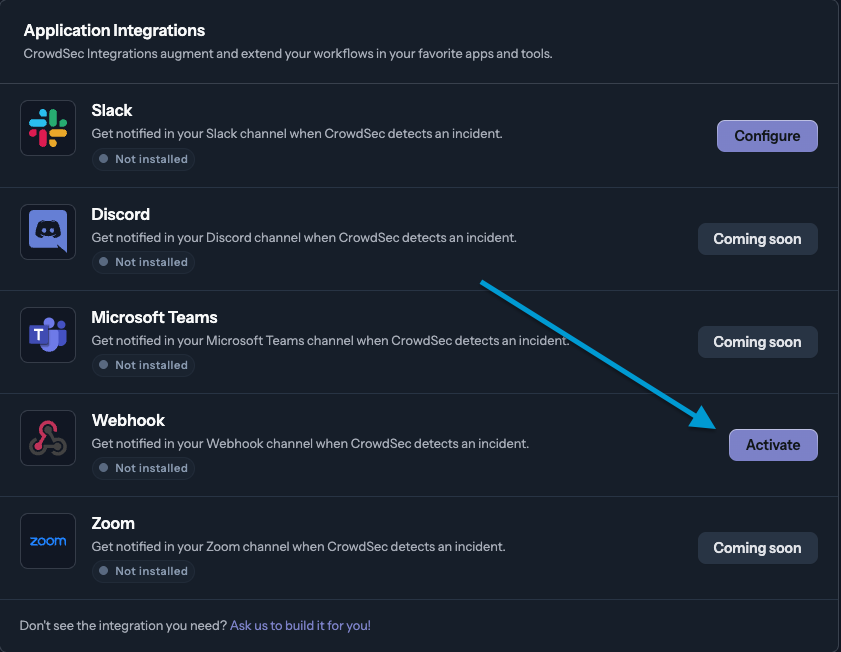 Application Integrations
CrowdSec Integrations augment and extend your workflows in your favorite apps and tools.
Slack
Get notified in your Slack channel when CrowdSec detects an incident.
Not installed
Configure
Discord
Get notified in your Discord channel when CrowdSec detects an incident.
Not installed
Coming soon
T
Microsoft Teams
Get notified in your Microsoft Teams channel when CrowdSec detects an incident.
Not installed
Coming soon
Webhook
Get notified in your Webhook channel when CrowdSec detects an incident.
Not installed
Activate
zoom
Zoom
Get notified in your Zoom channel when CrowdSec detects an incident.
Not installed
Coming soon
Don't see the integration you need? Ask us to build it for you!